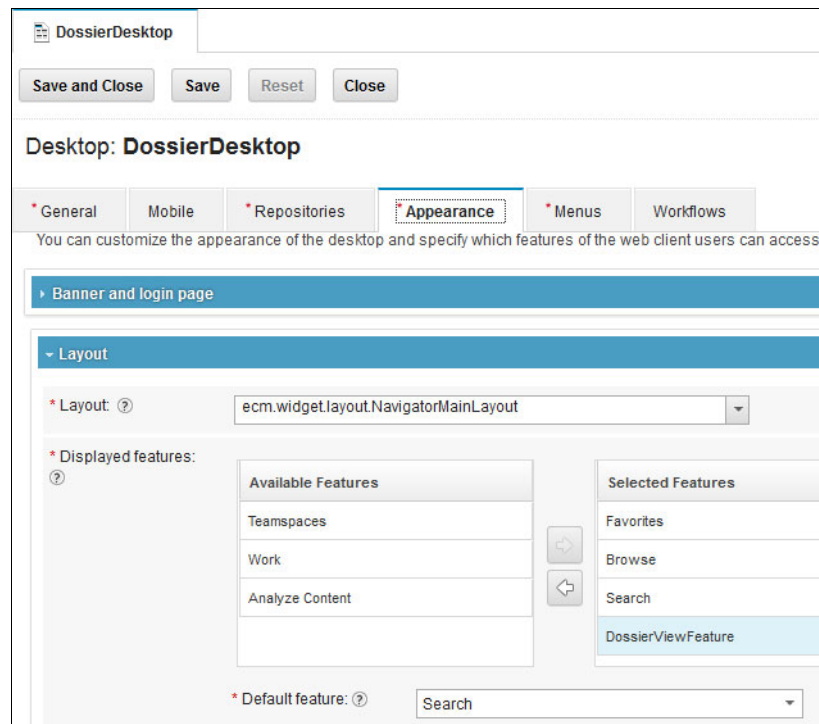 DossierDesktop
Save and Close Save Reset Close
Desktop: DossierDesktop
* General Mobile * Repositories * Appearance * Menus Workflows
You can customize the appearance of the desktop and specify which features of the web client users can access
Banner and login page
Layout
* Layout: ? ecm.widget.layout.NavigatorMainLayout
* Displayed features:
?
Available Features Selected Features
Teamspaces Favorites
Work Browse
Analyze Content Search
DossierViewFeature
* Default feature: ? Search